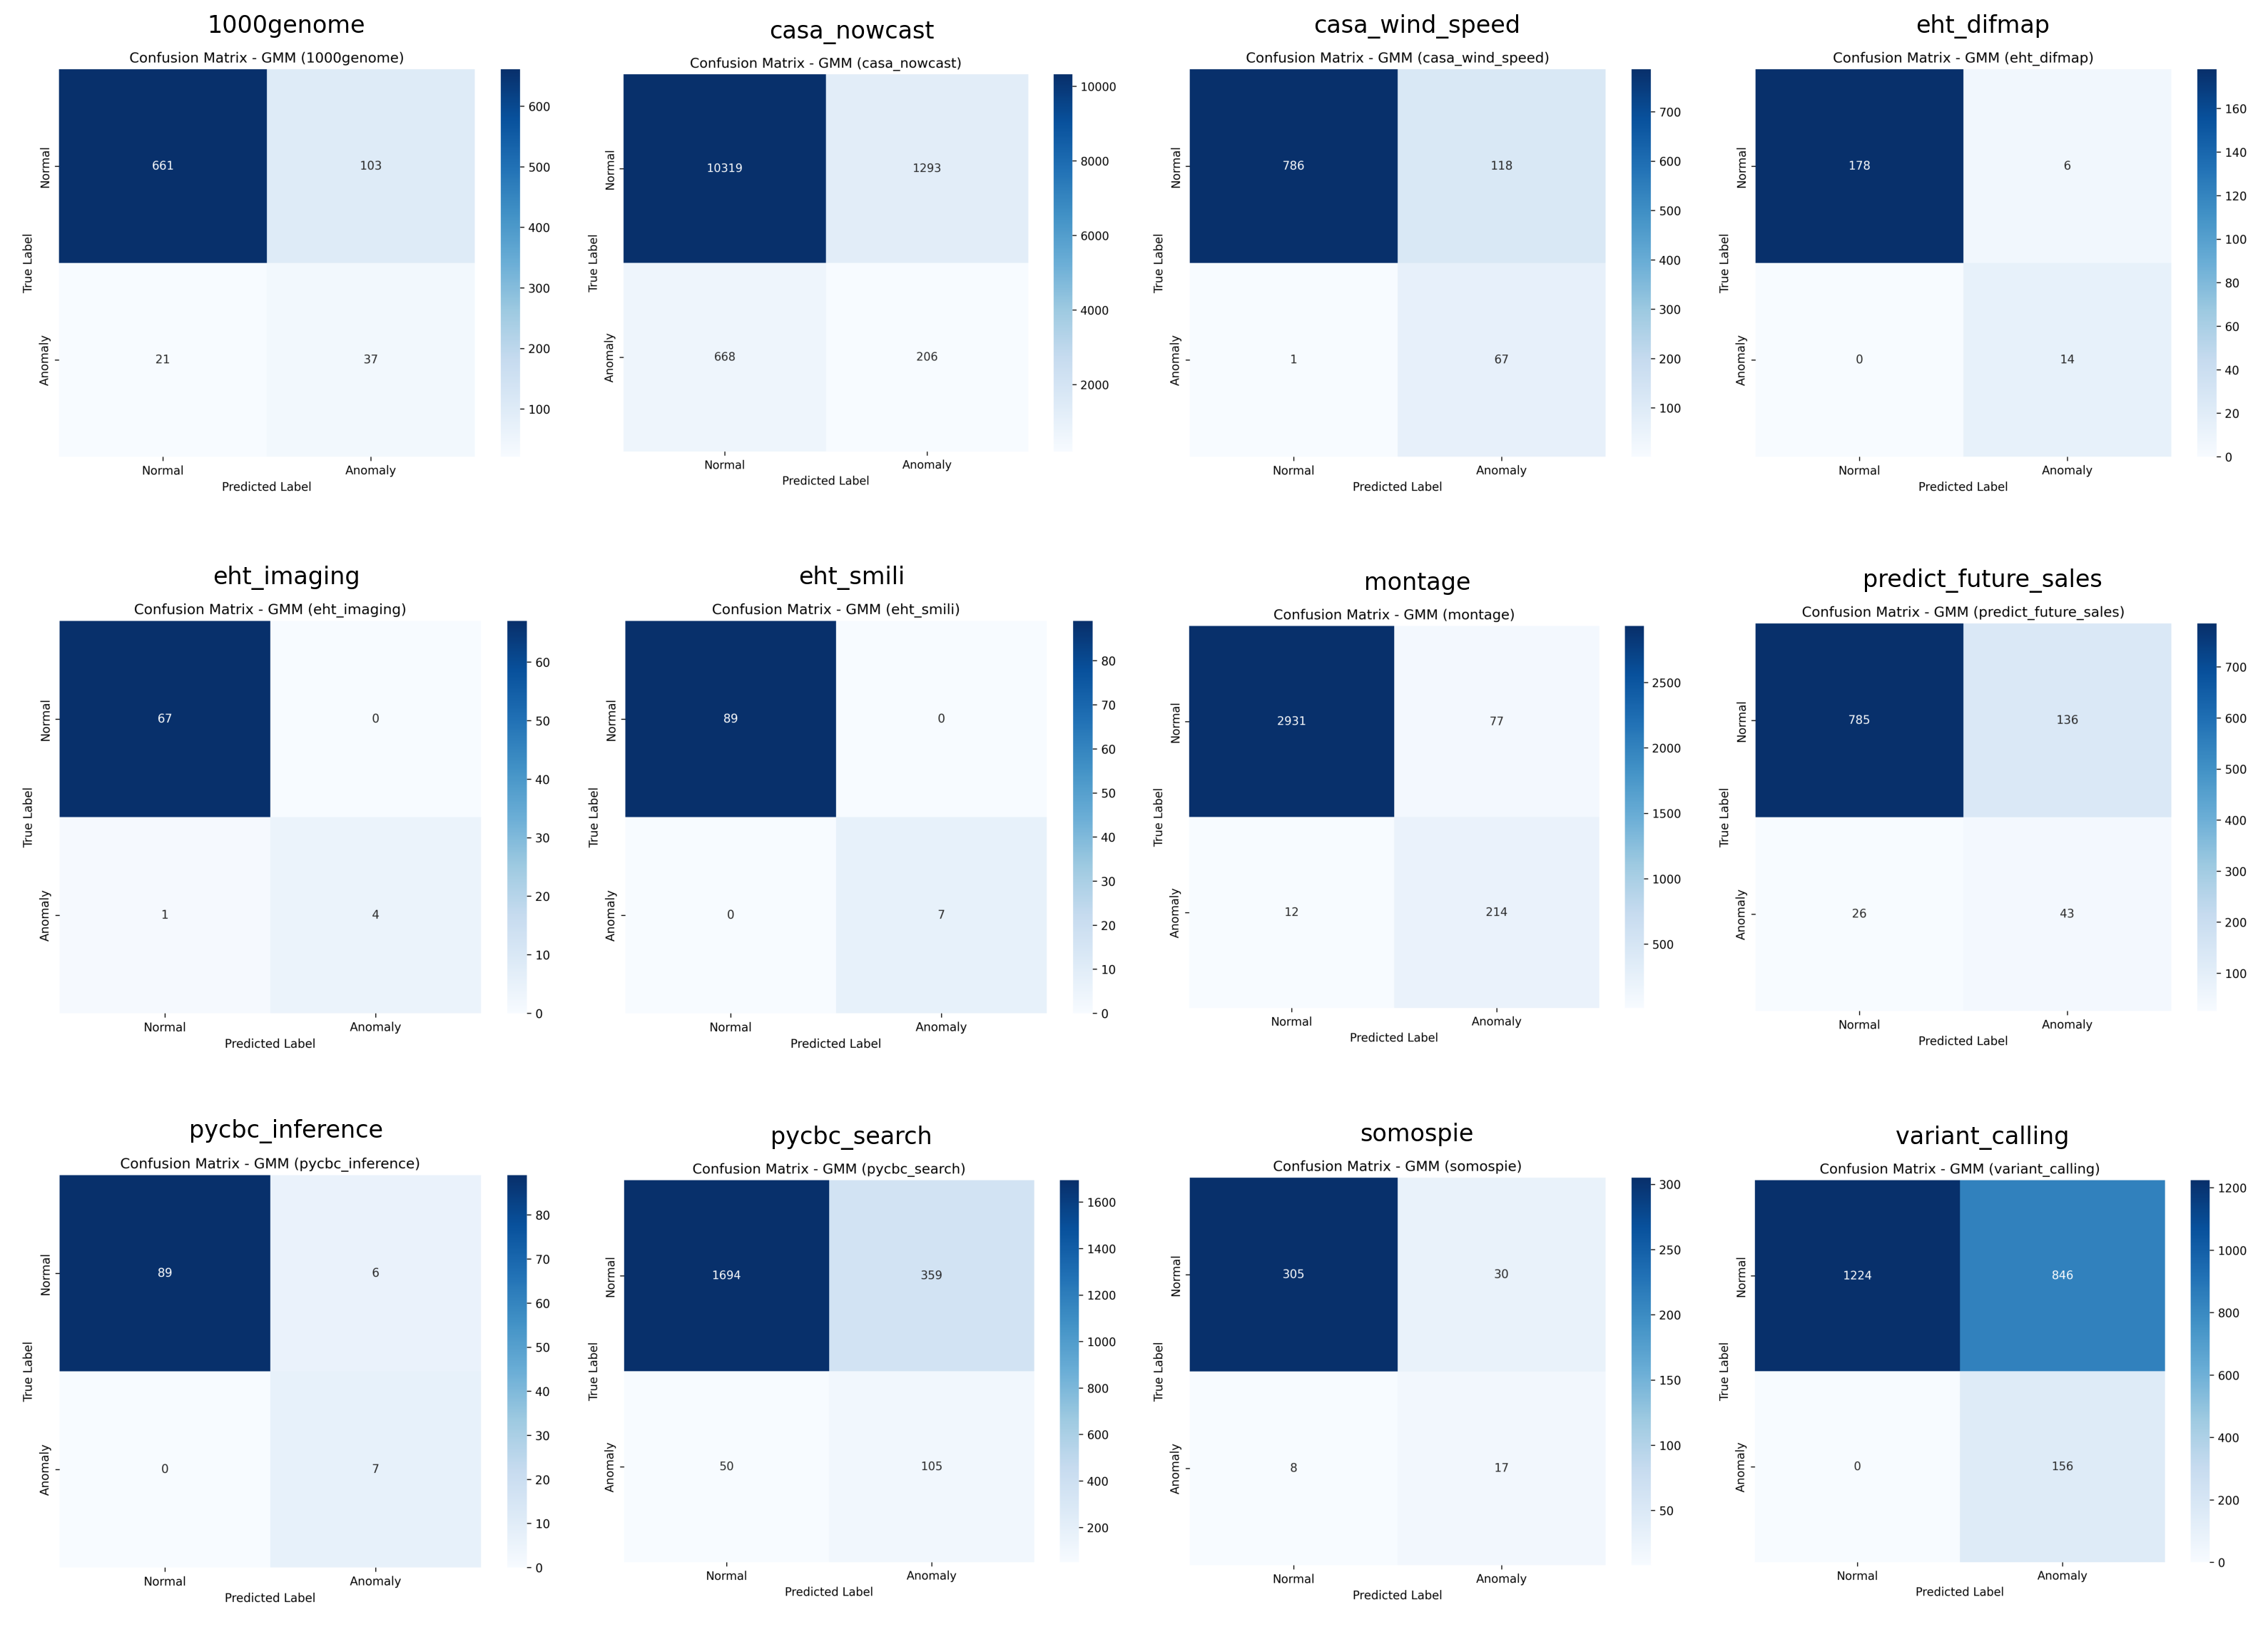 1000genome
Confusion Matrix - GMM (1000genome)
Normal
Anomaly
True Label
661
103
21
37
Normal
Anomaly
Predicted Label
600
500
400
300
200
100
casa_nowcast
Confusion Matrix - GMM (casa_nowcast)
Normal
Anomaly
True Label
10319
1293
668
206
Normal
Anomaly
Predicted Label
10000
8000
6000
4000
2000
casa_wind_speed
Confusion Matrix - GMM (casa_wind_speed)
Normal
Anomaly
True Label
786
118
1
67
Normal
Anomaly
Predicted Label
700
600
500
400
300
200
100
eht_difmap
Confusion Matrix - GMM (eht_difmap)
Normal
Anomaly
True Label
178
6
0
14
Normal
Anomaly
Predicted Label
160
140
120
100
80
60
40
20
0
eht_imaging
Confusion Matrix - GMM (eht_imaging)
Normal
Anomaly
True Label
67
0
1
4
Normal
Anomaly
Predicted Label
60
50
40
30
20
10
0
eht_smili
Confusion Matrix - GMM (eht_smili)
Normal
Anomaly
True Label
89
0
0
7
Normal
Anomaly
Predicted Label
80
70
60
50
40
30
20
10
0
montage
Confusion Matrix - GMM (montage)
Normal
Anomaly
True Label
2931
77
12
214
Normal
Anomaly
Predicted Label
2500
2000
1500
1000
500
predict_future_sales
Confusion Matrix - GMM (predict_future_sales)
Normal
Anomaly
True Label
785
136
26
43
Normal
Anomaly
Predicted Label
700
600
500
400
300
200
100
pycbc_inference
Confusion Matrix - GMM (pycbc_inference)
Normal
Anomaly
True Label
89
6
0
7
Normal
Anomaly
Predicted Label
80
70
60
50
40
30
20
10
0
pycbc_search
Confusion Matrix - GMM (pycbc_search)
Normal
Anomaly
True Label
1694
359
50
105
Normal
Anomaly
Predicted Label
1600
1400
1200
1000
800
600
400
200
somospie
Confusion Matrix - GMM (somospie)
Normal
Anomaly
True Label
305
30
8
17
Normal
Anomaly
Predicted Label
300
250
200
150
100
50
variant_calling
Confusion Matrix - GMM (variant_calling)
Normal
Anomaly
True Label
1224
846
0
156
Normal
Anomaly
Predicted Label
1200
1000
800
600
400
200
0